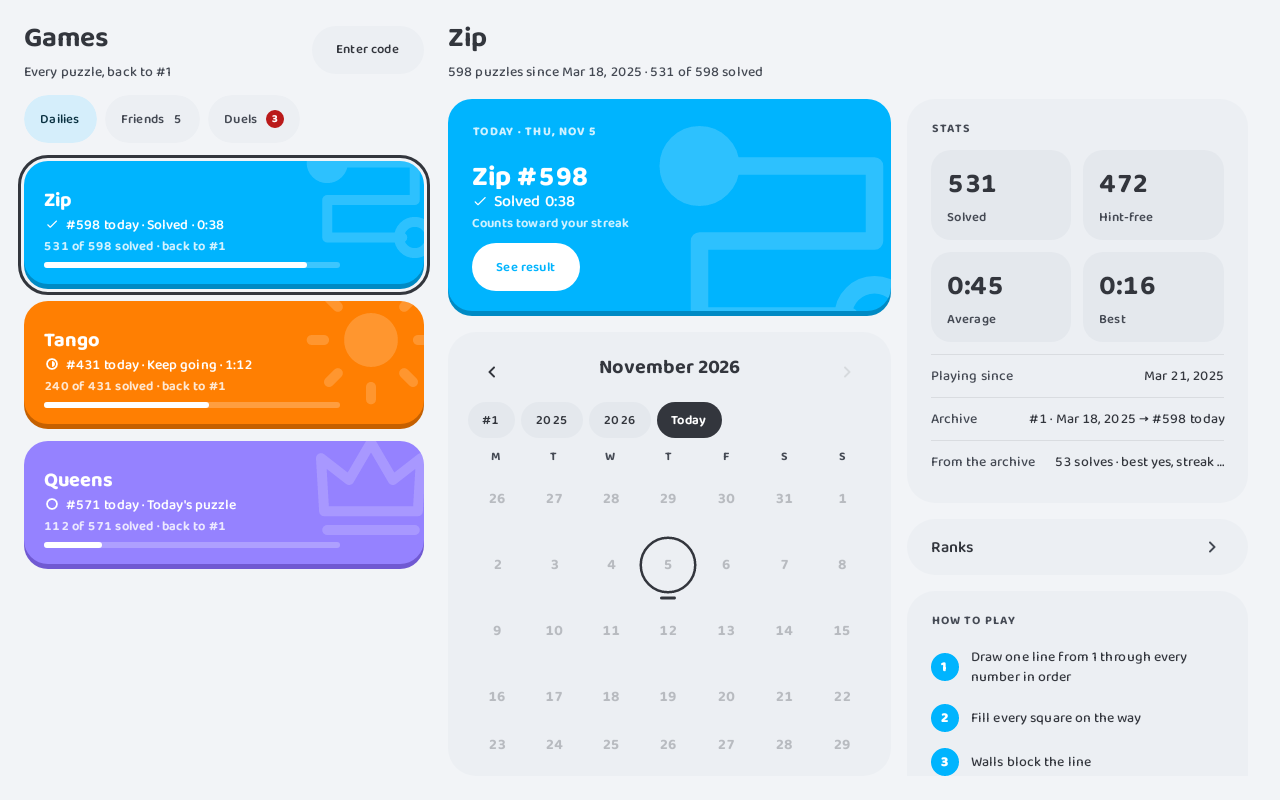 Games
Every puzzle, back to #1
Enter code
Dailies
Friends 5
Duels 3
Zip
#598 today · Solved · 0:38
531 of 598 solved · back to #1
Tango
#431 today · Keep going · 1:12
240 of 431 solved · back to #1
Queens
#571 today · Today's puzzle
112 of 571 solved · back to #1
Zip
598 puzzles since Mar 18, 2025 · 531 of 598 solved
TODAY · THU, NOV 5
Zip #598
Solved 0:38
Counts toward your streak
See result
November 2026
#1 2025 2026 Today
M T W T F S S
26 27 28 29 30 31 1
2 3 4 5 6 7 8
9 10 11 12 13 14 15
16 17 18 19 20 21 22
23 24 25 26 27 28 29
STATS
531
Solved
472
Hint-free
0:45
Average
0:16
Best
Playing since Mar 21, 2025
Archive #1 · Mar 18, 2025 → #598 today
From the archive 53 solves · best yes, streak ...
Ranks
HOW TO PLAY
1 Draw one line from 1 through every
number in order
2 Fill every square on the way
3 Walls block the line